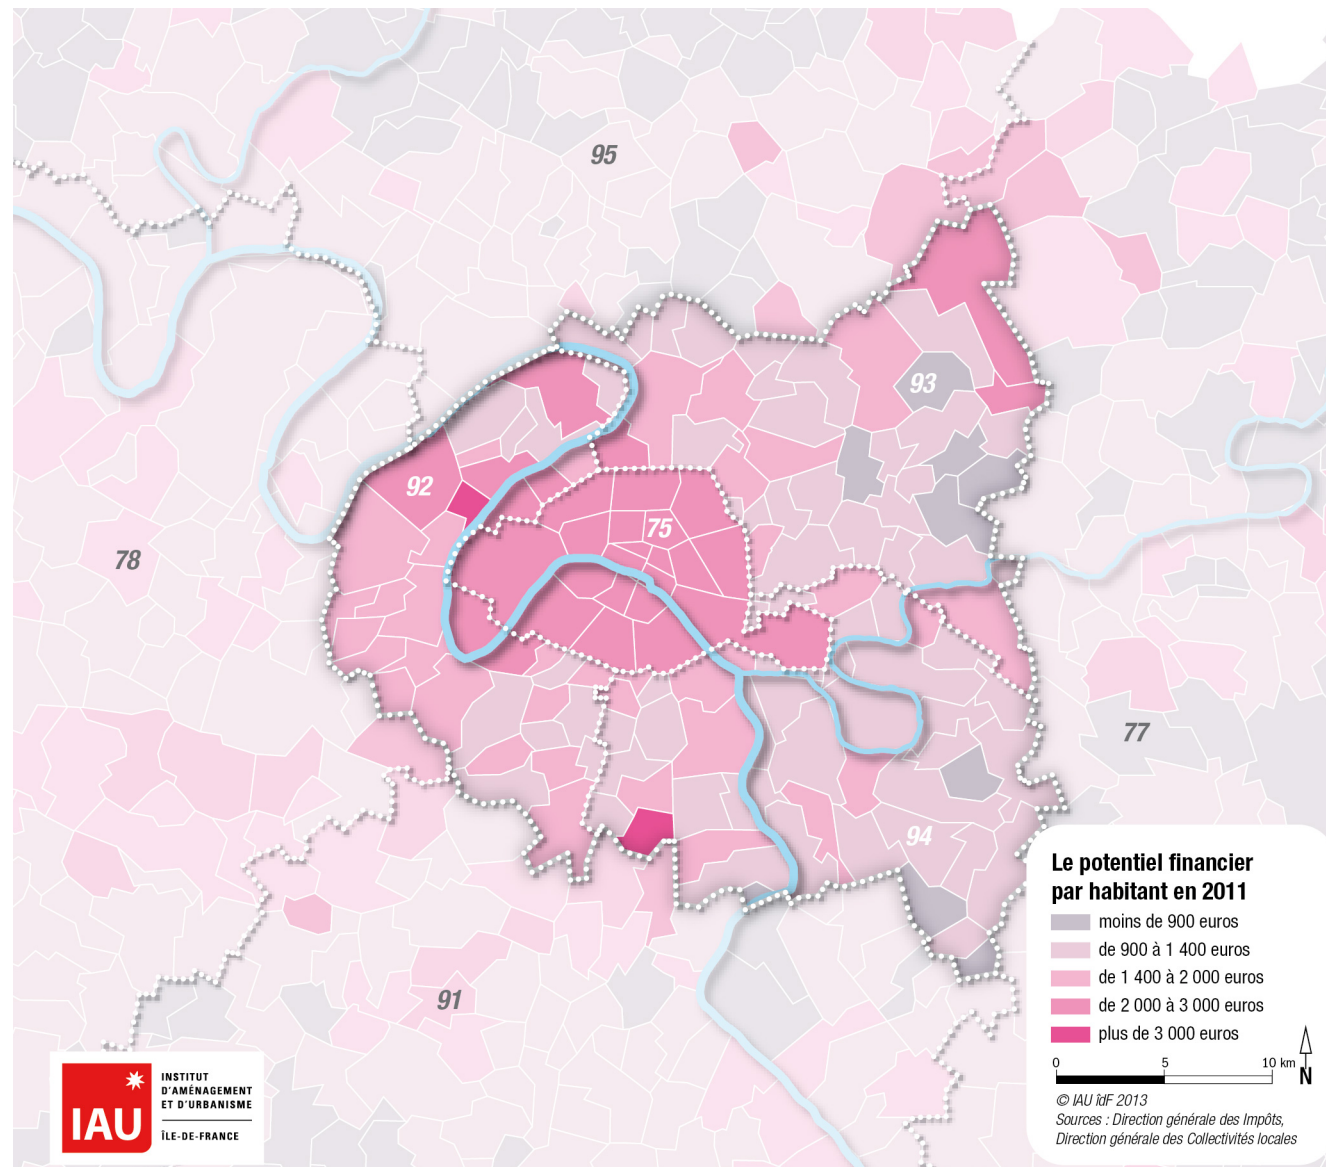 95
93
92
75
78
77
94
91
Le potentiel financier
par habitant en 2011
moins de 900 euros
de 900 à 1 400 euros
de 1 400 à 2 000 euros
de 2 000 à 3 000 euros
plus de 3 000 euros
0 5 10 km
N
© IAU îdF 2013
Sources : Direction générale des Impôts,
Direction générale des Collectivités locales
IAU
INSTITUT
D'AMÉNAGEMENT
ET D'URBANISME
ÎLE-DE-FRANCE